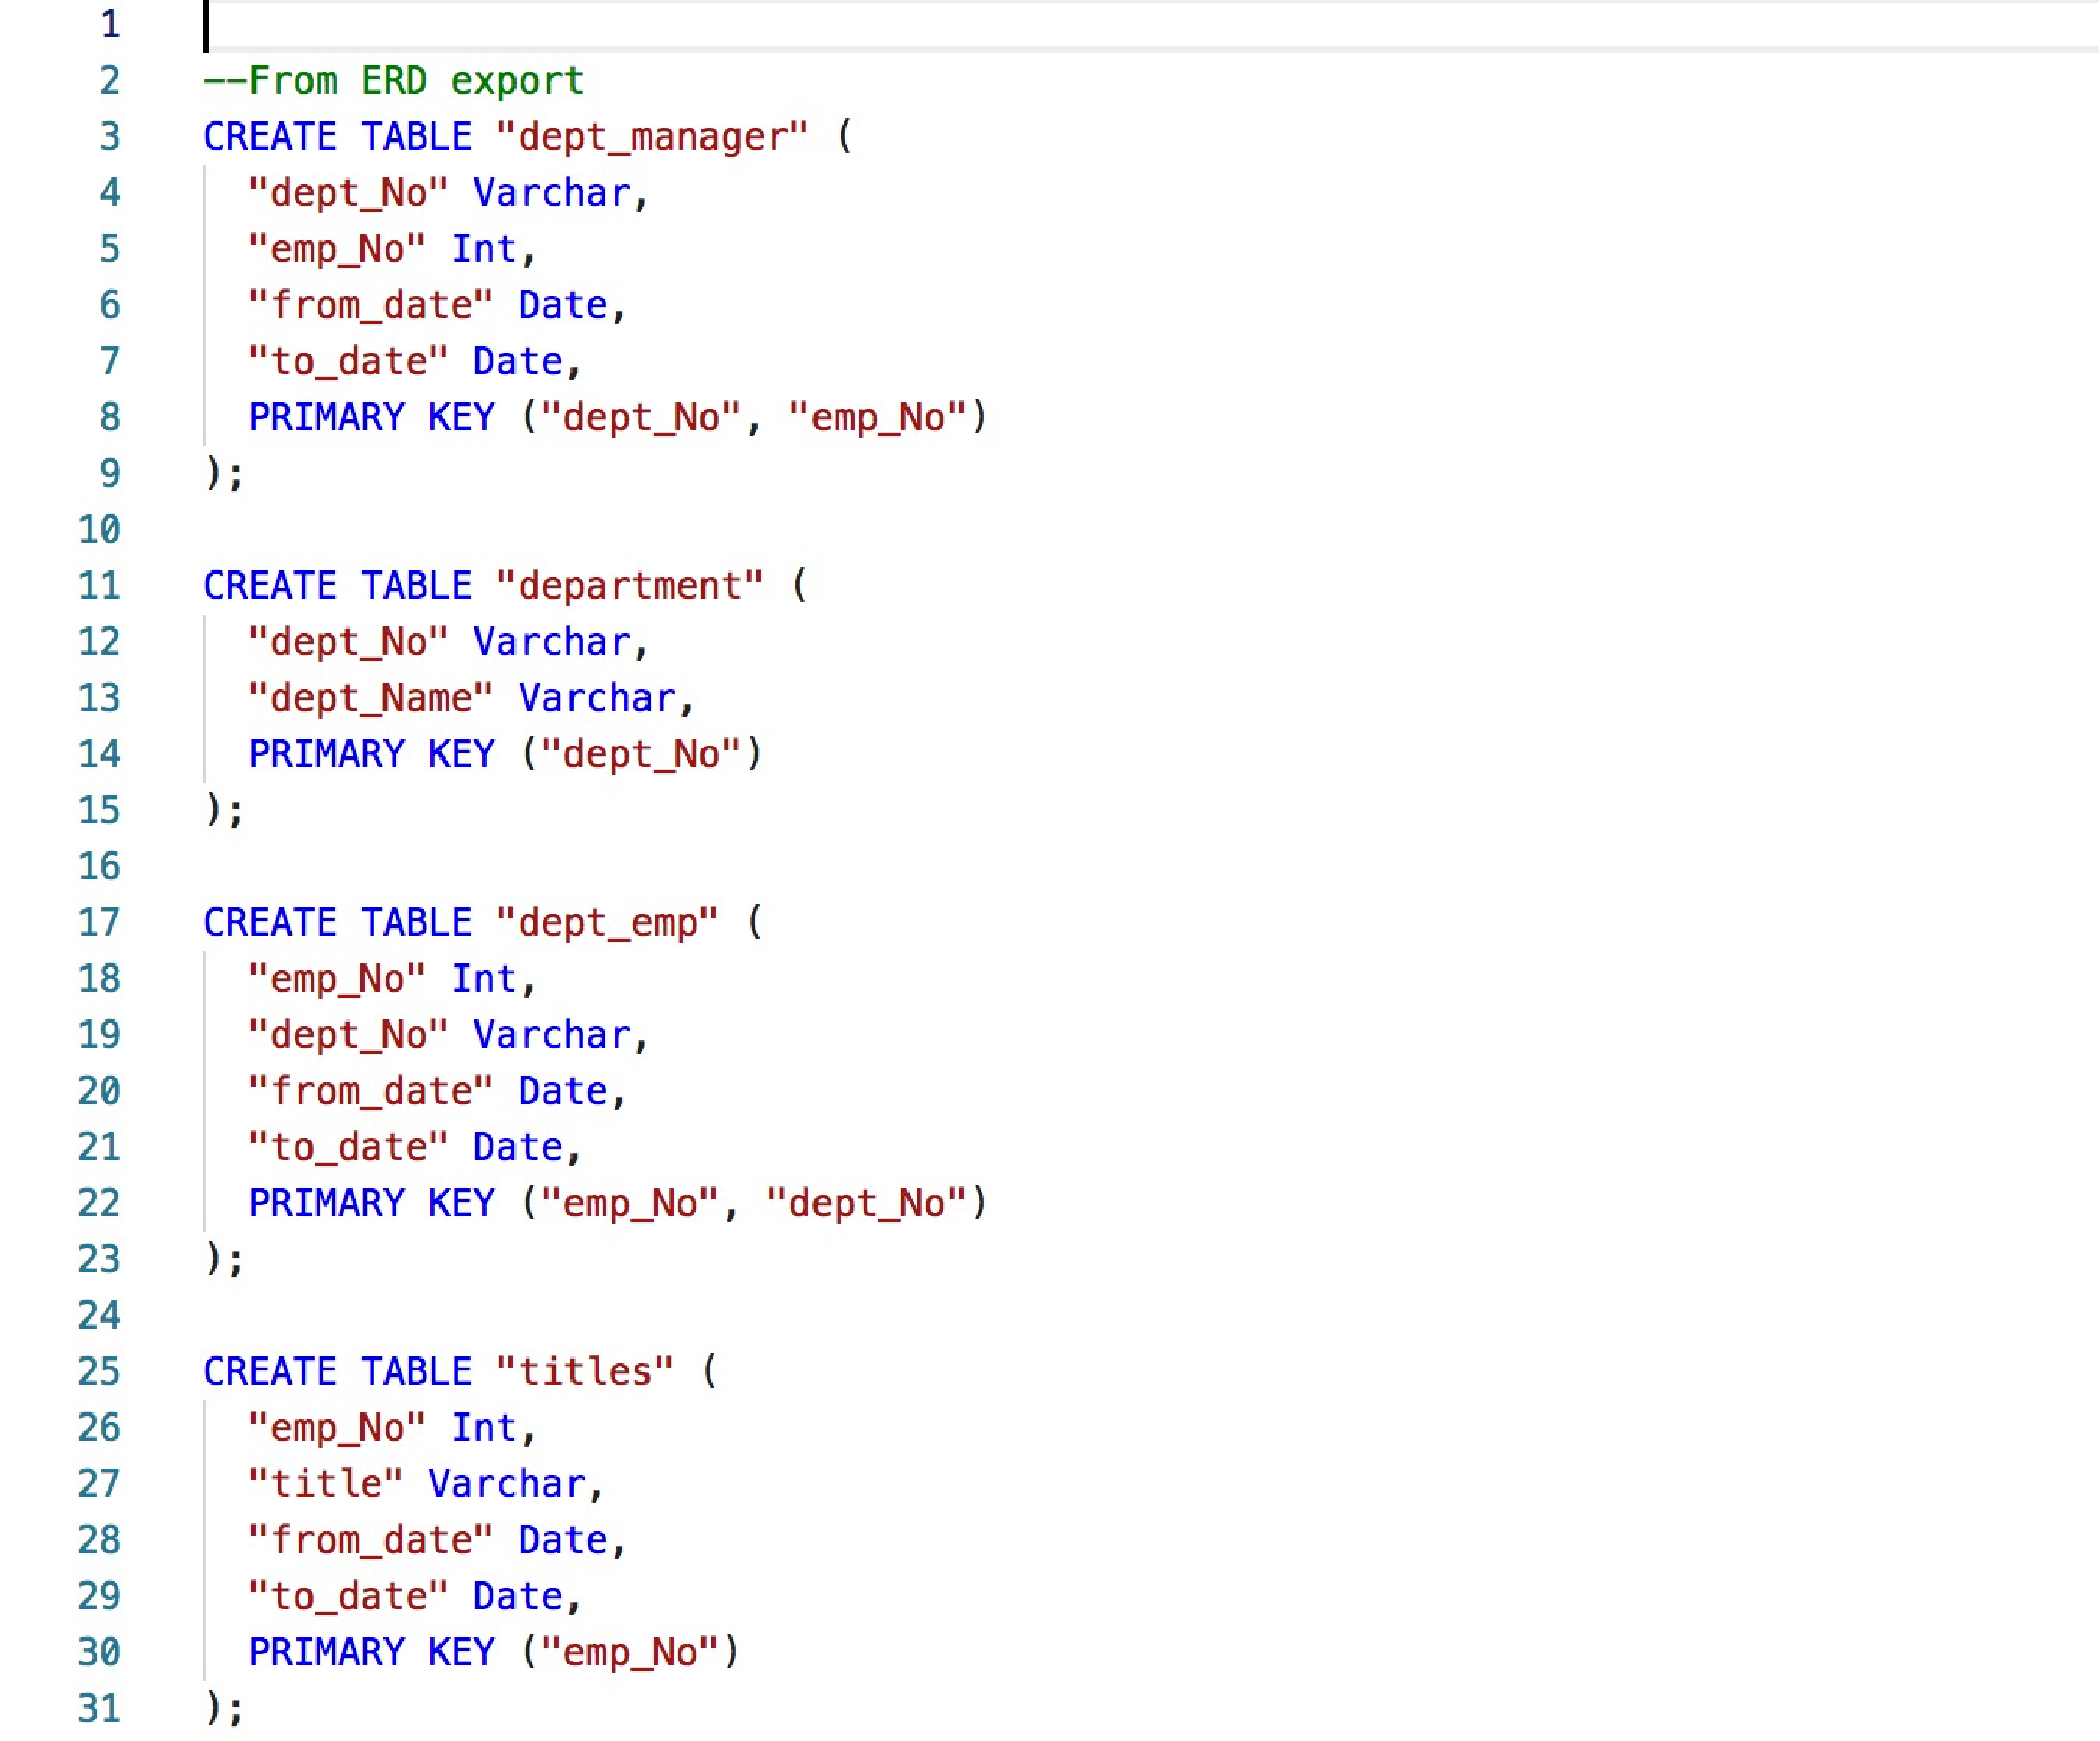 1
2 --From ERD export
3 CREATE TABLE "dept_manager" (
4 "dept_No" Varchar,
5 "emp_No" Int,
6 "from_date" Date,
7 "to_date" Date,
8 PRIMARY KEY ("dept_No", "emp_No")
9 );
10
11 CREATE TABLE "department" (
12 "dept_No" Varchar,
13 "dept_Name" Varchar,
14 PRIMARY KEY ("dept_No")
15 );
16
17 CREATE TABLE "dept_emp" (
18 "emp_No" Int,
19 "dept_No" Varchar,
20 "from_date" Date,
21 "to_date" Date,
22 PRIMARY KEY ("emp_No", "dept_No")
23 );
24
25 CREATE TABLE "titles" (
26 "emp_No" Int,
27 "title" Varchar,
28 "from_date" Date,
29 "to_date" Date,
30 PRIMARY KEY ("emp_No")
31 );